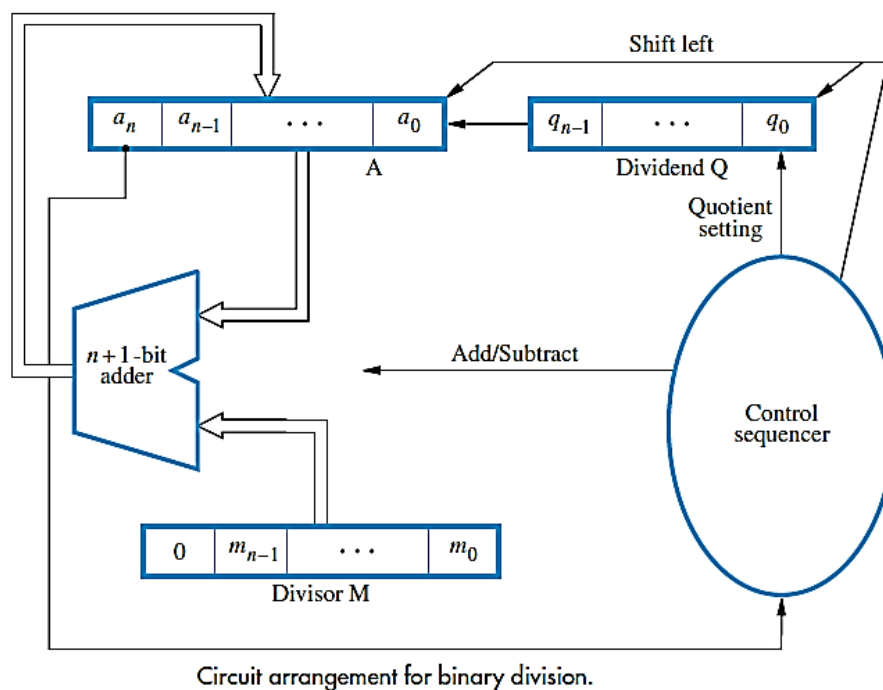 Shift left
aₙ aₙ₋₁ · · · a₀
qₙ₋₁ · · · q₀
A
Dividend Q
Quotient
setting
n + 1-bit
adder
Add/Subtract
Control
sequencer
0 mₙ₋₁ · · · m₀
Divisor M
Circuit arrangement for binary division.